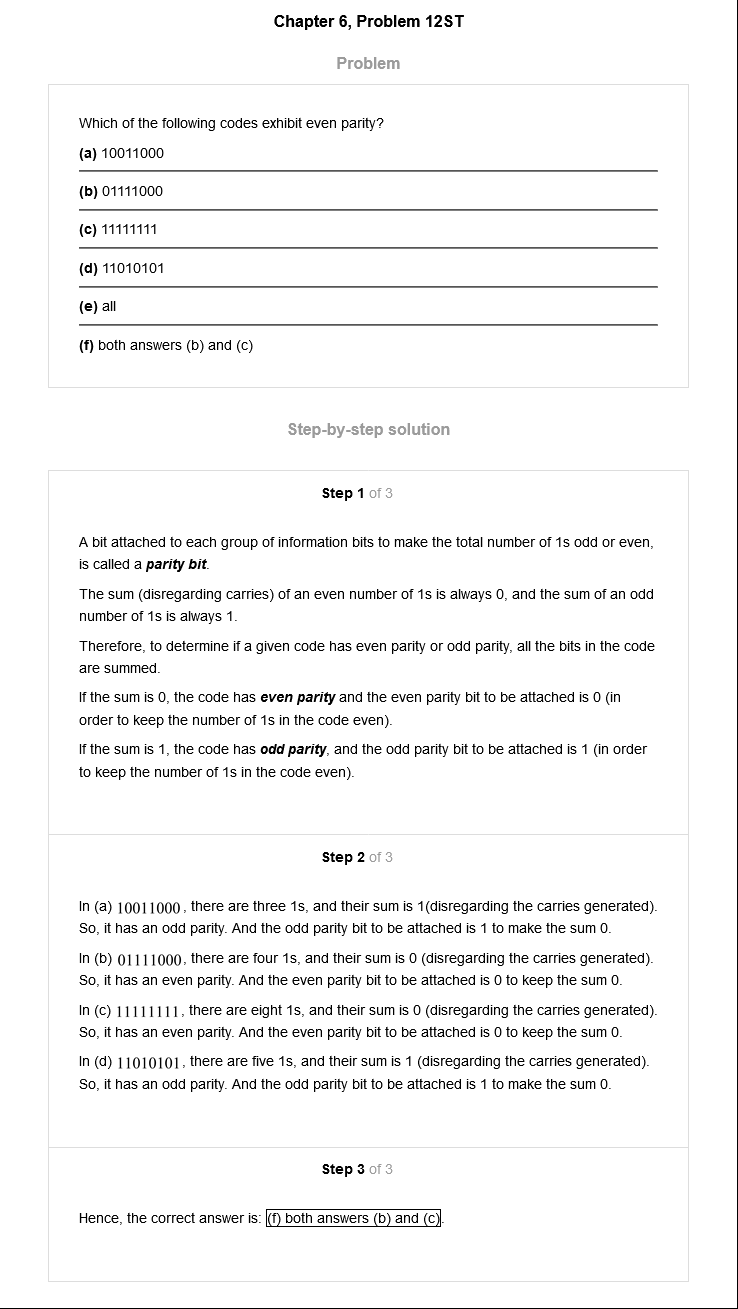 Chapter 6, Problem 12ST
Problem
Which of the following codes exhibit even parity?
(a) 10011000
(b) 01111000
(c) 11111111
(d) 11010101
(e) all
(f) both answers (b) and (c)
Step-by-step solution
Step 1 of 3
A bit attached to each group of information bits to make the total number of 1s odd or even,
is called a parity bit.
The sum (disregarding carries) of an even number of 1s is always 0, and the sum of an odd
number of 1s is always 1.
Therefore, to determine if a given code has even parity or odd parity, all the bits in the code
are summed.
If the sum is 0, the code has even parity and the even parity bit to be attached is 0 (in
order to keep the number of 1s in the code even).
If the sum is 1, the code has odd parity, and the odd parity bit to be attached is 1 (in order
to keep the number of 1s in the code even).
Step 2 of 3
In (a) 10011000, there are three 1s, and their sum is 1(disregarding the carries generated).
So, it has an odd parity. And the odd parity bit to be attached is 1 to make the sum 0.
In (b) 01111000, there are four 1s, and their sum is 0 (disregarding the carries generated).
So, it has an even parity. And the even parity bit to be attached is 0 to keep the sum 0.
In (c) 11111111, there are eight 1s, and their sum is 0 (disregarding the carries generated).
So, it has an even parity. And the even parity bit to be attached is 0 to keep the sum 0.
In (d) 11010101, there are five 1s, and their sum is 1 (disregarding the carries generated).
So, it has an odd parity. And the odd parity bit to be attached is 1 to make the sum 0.
Step 3 of 3
Hence, the correct answer is: (f) both answers (b) and (c).